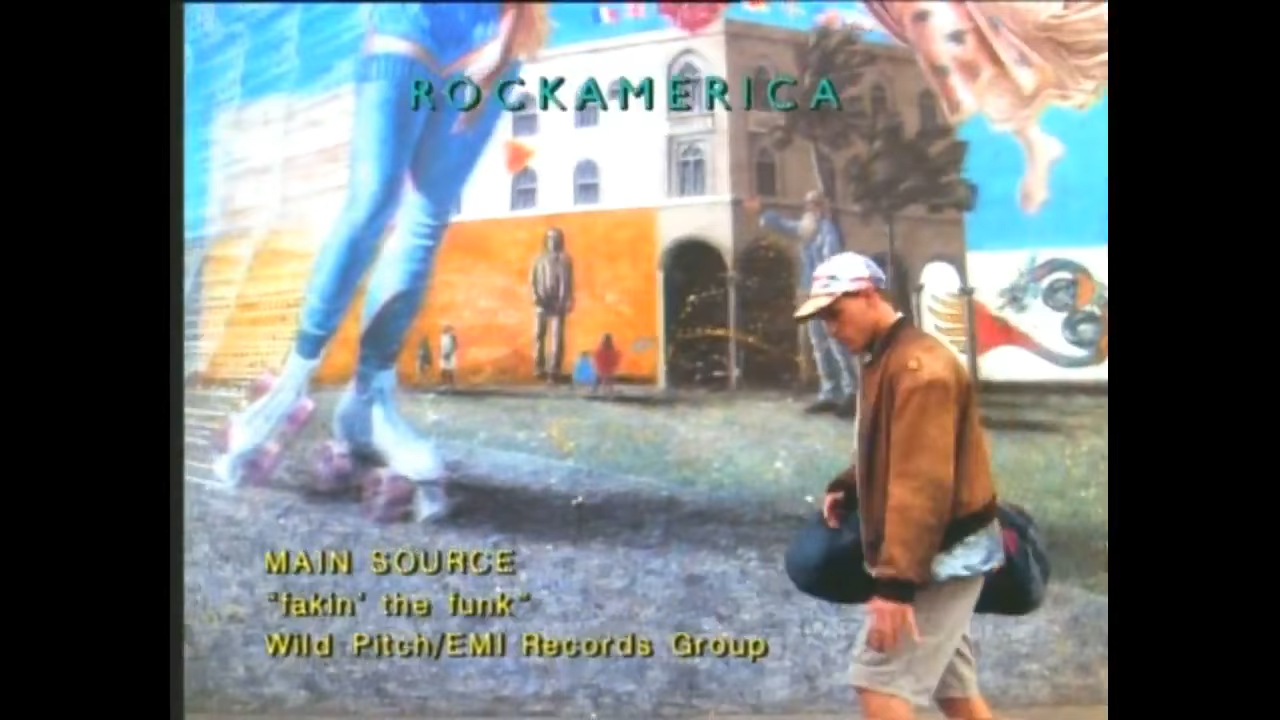 ROCKAMERICA
MAIN SOURCE
"fakin' the funk"
Wild Pitch/EMI Records Group